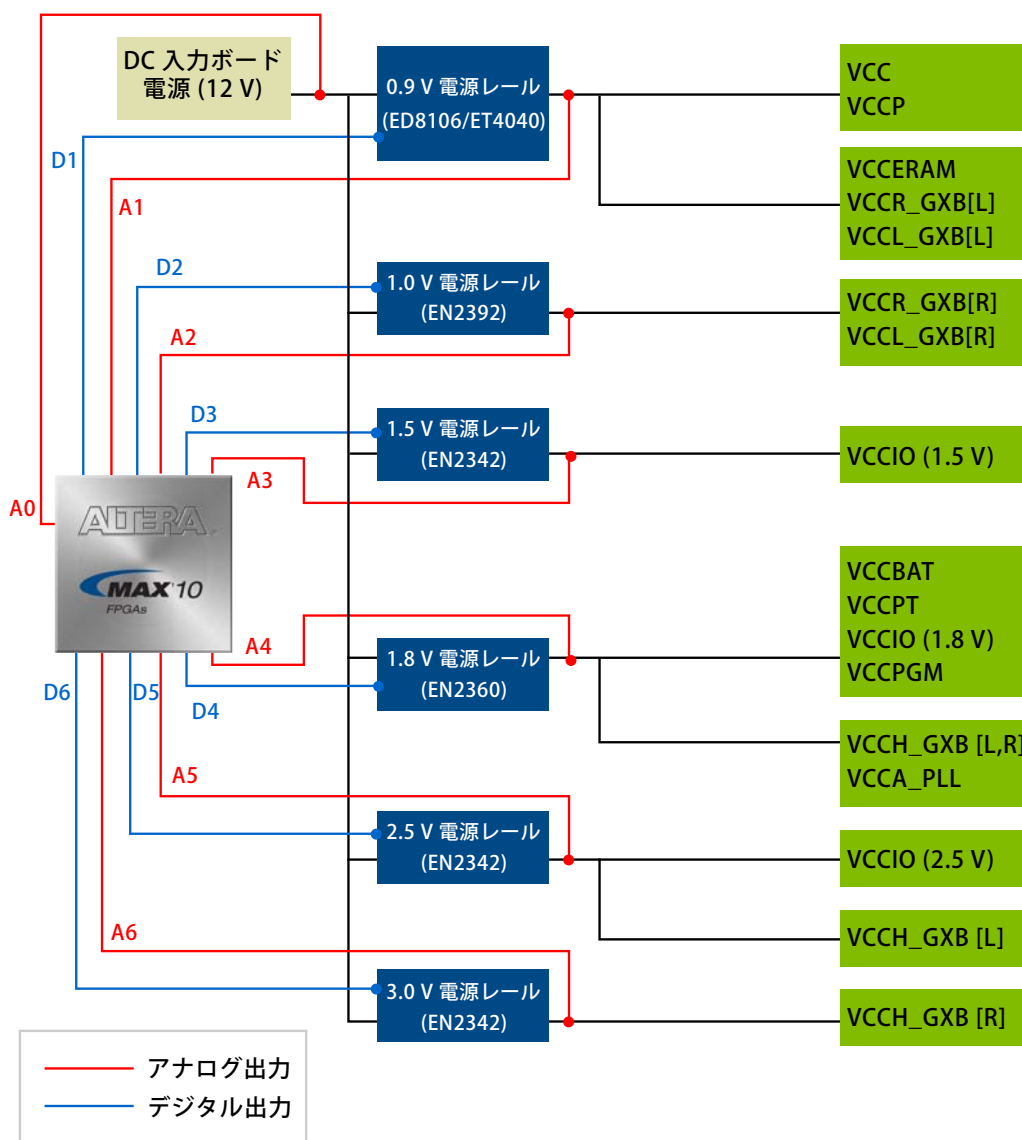 DC 入力ボード
電源 (12 V)
0.9 V 電源レール
(ED8106/ET4040)
VCC
VCCP
D1
A1
VCCERAM
VCCR_GXB[L]
VCCL_GXB[L]
D2
1.0 V 電源レール
(EN2392)
VCCR_GXB[R]
VCCL_GXB[R]
A2
D3
1.5 V 電源レール
(EN2342)
VCCIO (1.5 V)
A3
A0
ALTERA
MAX 10
FPGAs
VCCBAT
VCCPT
VCCIO (1.8 V)
VCCPGM
A4
1.8 V 電源レール
(EN2360)
D6
D5
D4
VCCH_GXB [L,R]
VCCA_PLL
A5
2.5 V 電源レール
(EN2342)
VCCIO (2.5 V)
A6
VCCH_GXB [L]
3.0 V 電源レール
(EN2342)
VCCH_GXB [R]
アナログ出力
デジタル出力